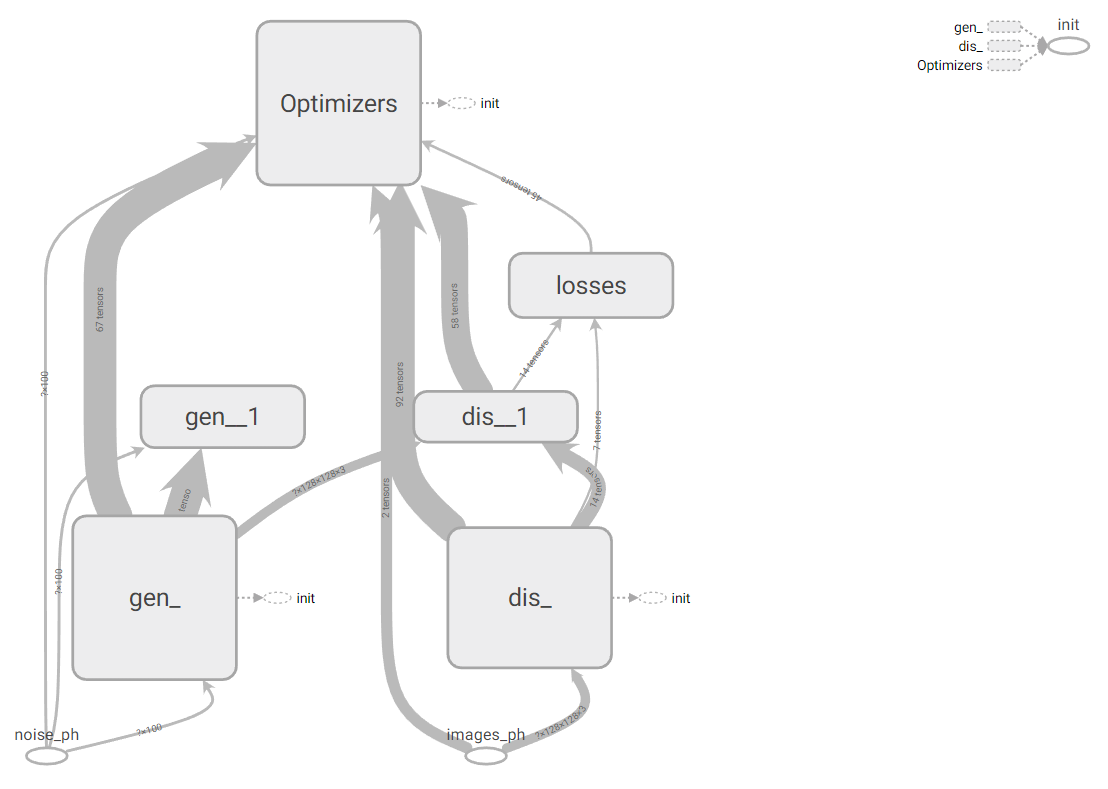 gen_
dis_
Optimizers
init
Optimizers
init
45 tensors
losses
67 tensors
58 tensors
14 tensors
?×100
92 tensors
gen__1
dis__1
7 tensors
?×128×128×3
2 tensors
14 tensors
tenso
?×100
gen_
init
dis_
init
noise_ph
?×100
images_ph
?×128×128×3